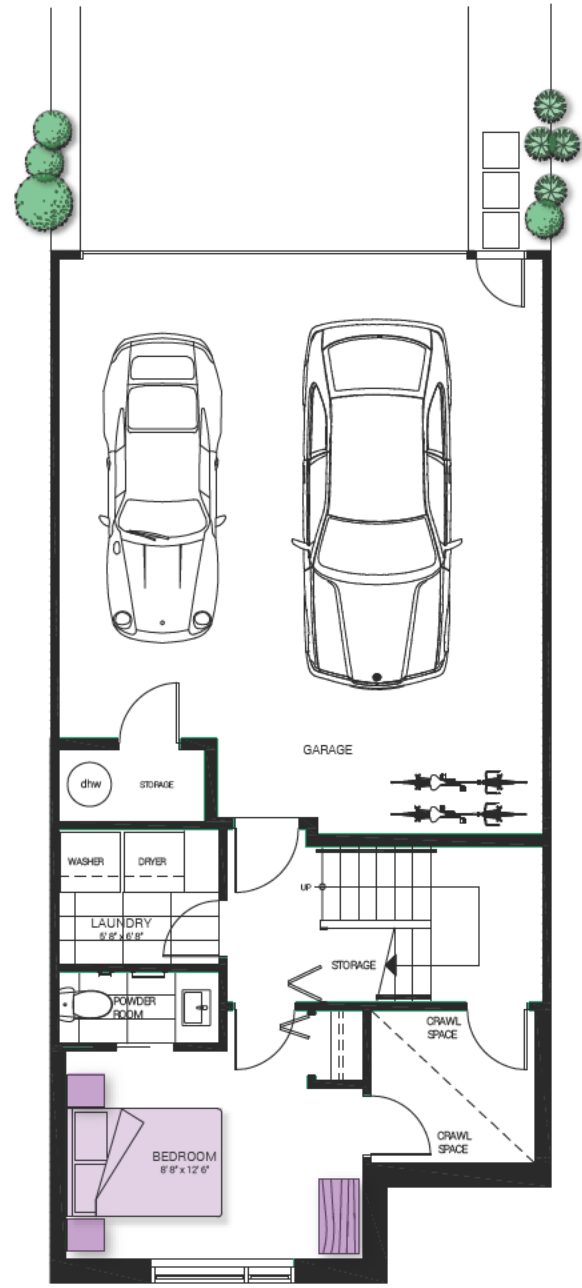 GARAGE
dhw
STORAGE
WASHER
DRYER
LAUNDRY
5' 8" x 6' 8"
UP
STORAGE
POWDER
ROOM
CRAWL
SPACE
CRAWL
SPACE
BEDROOM
8' 8" x 12' 6"